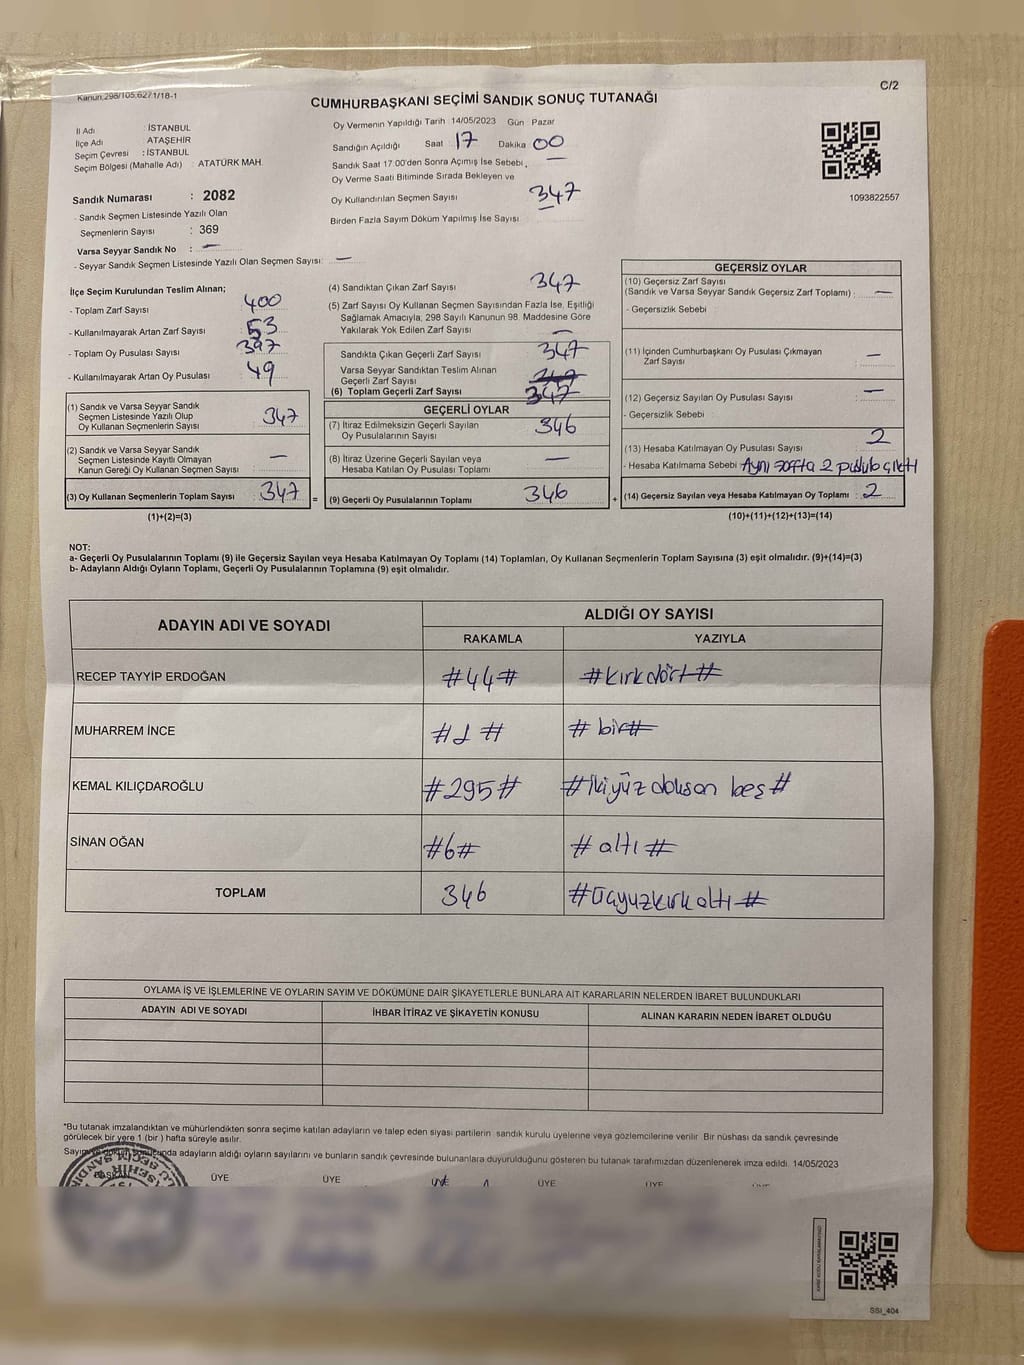 Kanun:298/105.6271/18-1
C/2
CUMHURBAŞKANI SEÇİMİ SANDIK SONUÇ TUTANAĞI
İl Adı : İSTANBUL
İlçe Adı : ATAŞEHİR
Seçim Çevresi : İSTANBUL
Seçim Bölgesi (Mahalle Adı) : ATATÜRK MAH.
Sandık Numarası : 2082
- Sandık Seçmen Listesinde Yazılı Olan
Seçmenlerin Sayısı : 369
Varsa Seyyar Sandık No : —
- Seyyar Sandık Seçmen Listesinde Yazılı Olan Seçmen Sayısı: —
Oy Vermenin Yapıldığı Tarih :14/05/2023 Gün : Pazar
Sandığın Açıldığı Saat 17 Dakika 00
Sandık Saat 17:00'den Sonra Açımış İse Sebebi. —
Oy Verme Saati Bitiminde Sırada Bekleyen ve
Oy Kullandırılan Seçmen Sayısı 347
Birden Fazla Sayım Döküm Yapılmış İse Sayısı
1093822557
İlçe Seçim Kurulundan Teslim Alınan;
- Toplam Zarf Sayısı 400
- Kullanılmayarak Artan Zarf Sayısı 53
- Toplam Oy Pusulası Sayısı 397
- Kullanılmayarak Artan Oy Pusulası 49
(1) Sandık ve Varsa Seyyar Sandık
Seçmen Listesinde Yazılı Olup
Oy Kullanan Seçmenlerin Sayısı 347
(2) Sandık ve Varsa Seyyar Sandık
Seçmen Listesinde Kayıtlı Olmayan
Kanun Gereği Oy Kullanan Seçmen Sayısı —
(3) Oy Kullanan Seçmenlerin Toplam Sayısı 347 =
(1)+(2)=(3)
(4) Sandıktan Çıkan Zarf Sayısı 347
(5) Zarf Sayısı Oy Kullanan Seçmen Sayısından Fazla İse, Eşitliği
Sağlamak Amacıyla; 298 Sayılı Kanunun 98. Maddesine Göre
Yakılarak Yok Edilen Zarf Sayısı —
Sandıkta Çıkan Geçerli Zarf Sayısı 347
Varsa Seyyar Sandıktan Teslim Alınan
Geçerli Zarf Sayısı
(6) Toplam Geçerli Zarf Sayısı 347
GEÇERLİ OYLAR
(7) İtiraz Edilmeksizin Geçerli Sayılan
Oy Pusulalarının Sayısı 346
(8) İtiraz Üzerine Geçerli Sayılan veya
Hesaba Katılan Oy Pusulası Toplamı —
(9) Geçerli Oy Pusulalarının Toplamı 346 +
GEÇERSİZ OYLAR
(10) Geçersiz Zarf Sayısı
(Sandık ve Varsa Seyyar Sandık Geçersiz Zarf Toplamı) : —
- Geçersizlik Sebebi
(11) İçinden Cumhurbaşkanı Oy Pusulası Çıkmayan
Zarf Sayısı : —
(12) Geçersiz Sayılan Oy Pusulası Sayısı : —
- Geçersizlik Sebebi
(13) Hesaba Katılmayan Oy Pusulası Sayısı : 2
- Hesaba Katılmama Sebebi : Aynı zarfta 2 pusula çıktı
(14) Geçersiz Sayılan veya Hesaba Katılmayan Oy Toplamı : 2
(10)+(11)+(12)+(13)=(14)
NOT:
a- Geçerli Oy Pusulalarının Toplamı (9) ile Geçersiz Sayılan veya Hesaba Katılmayan Oy Toplamı (14) Toplamları, Oy Kullanan Seçmenlerin Toplam Sayısına (3) eşit olmalıdır. (9)+(14)=(3)
b- Adayların Aldığı Oyların Toplamı, Geçerli Oy Pusulalarının Toplamına (9) eşit olmalıdır.
ADAYIN ADI VE SOYADI
ALDIĞI OY SAYISI
RAKAMLA YAZIYLA
RECEP TAYYİP ERDOĞAN #44# #kırkdört#
MUHARREM İNCE #1# #bir#
KEMAL KILIÇDAROĞLU #295# #ikiyüz doksan beş#
SİNAN OĞAN #6# #altı#
TOPLAM 346 #Üçyüzkırkaltı#
OYLAMA İŞ VE İŞLEMLERİNE VE OYLARIN SAYIM VE DÖKÜMÜNE DAİR ŞİKAYETLERLE BUNLARA AİT KARARLARIN NELERDEN İBARET BULUNDUKLARI
ADAYIN ADI VE SOYADI İHBAR İTİRAZ VE ŞİKAYETİN KONUSU ALINAN KARARIN NEDEN İBARET OLDUĞU
"Bu tutanak imzalandıktan ve mühürlendikten sonra seçime katılan adayların ve talep eden siyasi partilerin sandık kurulu üyelerine veya gözlemcilerine verilir. Bir nüshası da sandık çevresinde
görülecek bir yere 1 (bir ) hafta süreyle asılır.
adayların aldığı oyların sayılarını ve bunların sandık çevresinde bulunanlara duyurulduğunu gösteren bu tutanak tarafımızdan düzenlenerek imza edildi. 14/05/2023
BAŞKAN ÜYE ÜYE ÜYE ÜYE ÜYE ÜYE
SSI_404